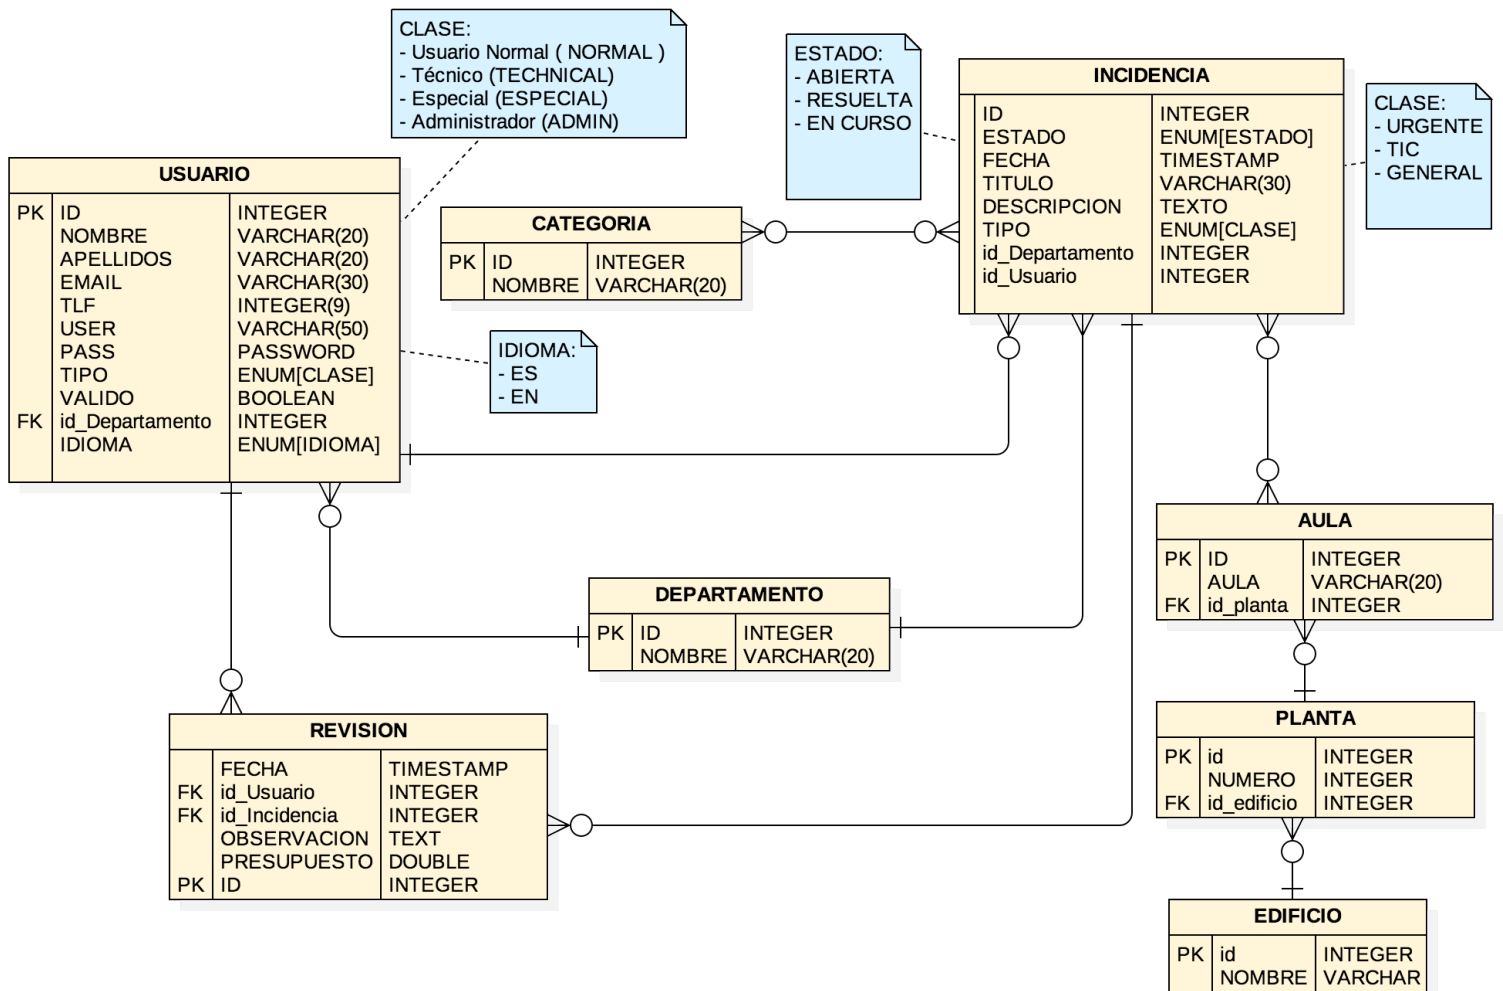 CLASE:
- Usuario Normal ( NORMAL )
- Técnico (TECHNICAL)
- Especial (ESPECIAL)
- Administrador (ADMIN)
ESTADO:
- ABIERTA
- RESUELTA
- EN CURSO
INCIDENCIA
ID INTEGER
ESTADO ENUM[ESTADO]
FECHA TIMESTAMP
TITULO VARCHAR(30)
DESCRIPCION TEXTO
TIPO ENUM[CLASE]
id_Departamento INTEGER
id_Usuario INTEGER
CLASE:
- URGENTE
- TIC
- GENERAL
USUARIO
PK ID INTEGER
NOMBRE VARCHAR(20)
APELLIDOS VARCHAR(20)
EMAIL VARCHAR(30)
TLF INTEGER(9)
USER VARCHAR(50)
PASS PASSWORD
TIPO ENUM[CLASE]
VALIDO BOOLEAN
FK id_Departamento INTEGER
IDIOMA ENUM[IDIOMA]
CATEGORIA
PK ID INTEGER
NOMBRE VARCHAR(20)
IDIOMA:
- ES
- EN
AULA
PK ID INTEGER
AULA VARCHAR(20)
FK id_planta INTEGER
DEPARTAMENTO
PK ID INTEGER
NOMBRE VARCHAR(20)
REVISION
FECHA TIMESTAMP
FK id_Usuario INTEGER
FK id_Incidencia INTEGER
OBSERVACION TEXT
PRESUPUESTO DOUBLE
PK ID INTEGER
PLANTA
PK id INTEGER
NUMERO INTEGER
FK id_edificio INTEGER
EDIFICIO
PK id INTEGER
NOMBRE VARCHAR